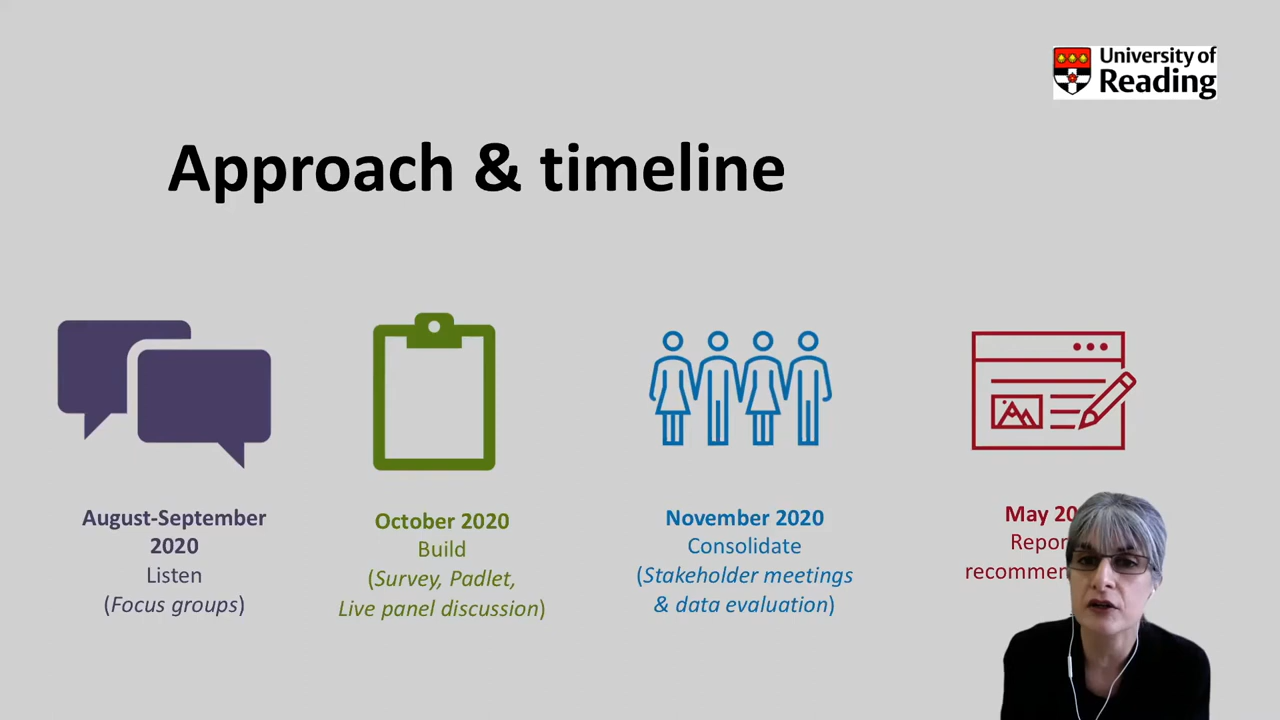 University of
Reading
Approach & timeline
August-September
2020
Listen
(Focus groups)
October 2020
Build
(Survey, Padlet,
Live panel discussion)
November 2020
Consolidate
(Stakeholder meetings
& data evaluation)
May